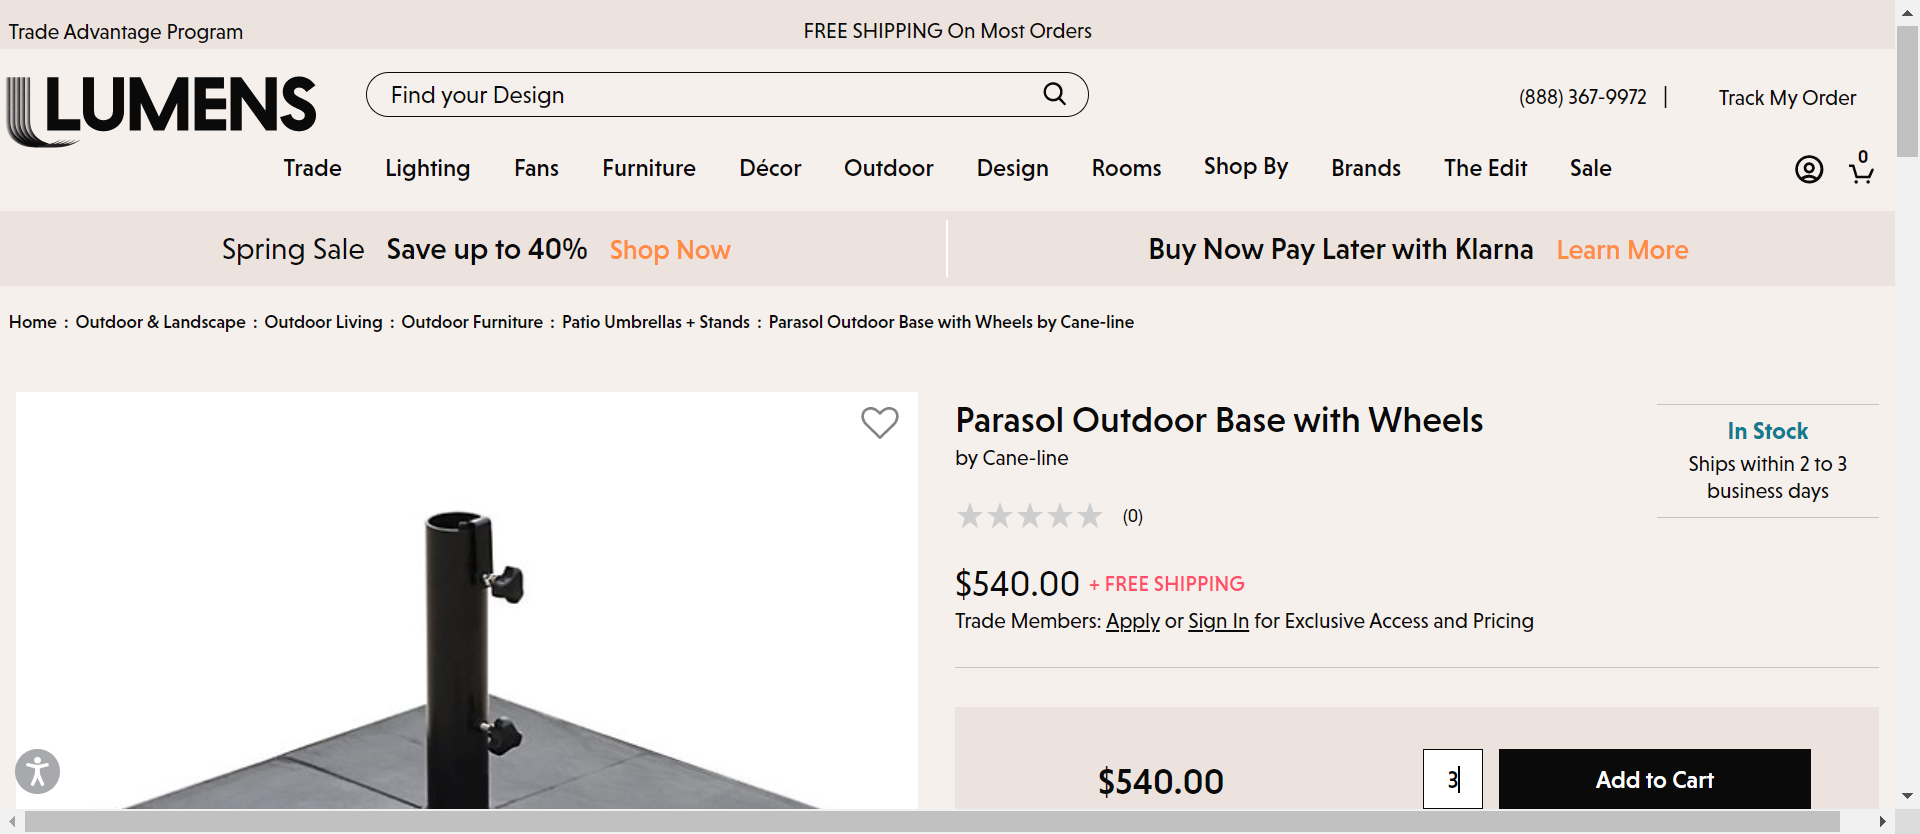 Trade Advantage Program
FREE SHIPPING On Most Orders
LUMENS
Find your Design
(888) 367-9972 |
Track My Order
Trade Lighting Fans Furniture Décor Outdoor Design Rooms Shop By Brands The Edit Sale
0
Spring Sale Save up to 40% Shop Now
Buy Now Pay Later with Klarna Learn More
Home : Outdoor & Landscape : Outdoor Living : Outdoor Furniture : Patio Umbrellas + Stands : Parasol Outdoor Base with Wheels by Cane-line
Parasol Outdoor Base with Wheels
by Cane-line
In Stock
Ships within 2 to 3
business days
(0)
$540.00 + FREE SHIPPING
Trade Members: Apply or Sign In for Exclusive Access and Pricing
$540.00
3
Add to Cart